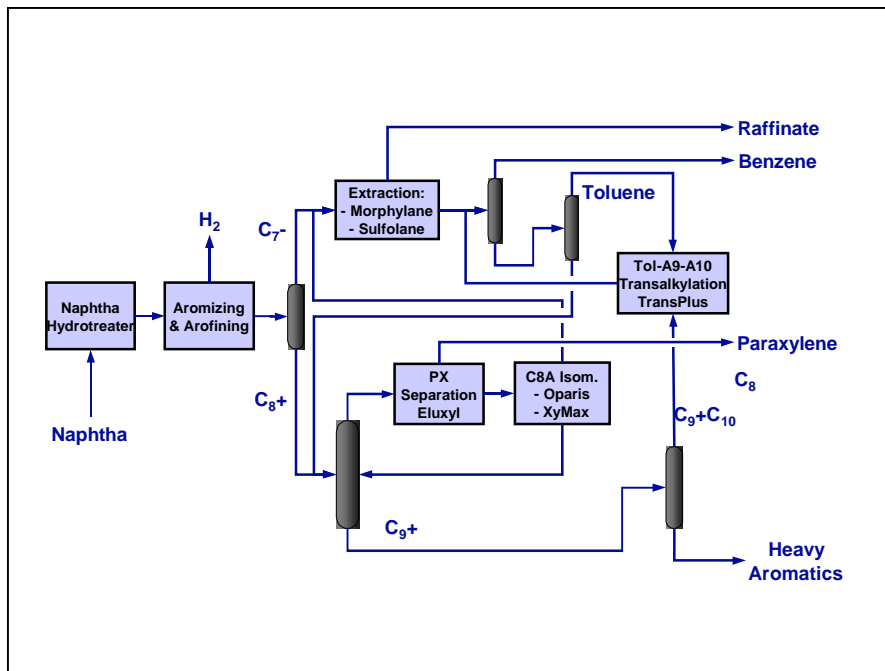 Raffinate
Benzene
Extraction:
- Morphylane
- Sulfolane
Toluene
H₂
C₇-
Tol-A9-A10
Transalkylation
TransPlus
Naphtha
Hydrotreater
Aromizing
& Arofining
Paraxylene
PX
Separation
Eluxyl
C8A Isom.
- Oparis
- XyMax
C₈
C₈+
C₉+C₁₀
Naphtha
C₉+
Heavy
Aromatics